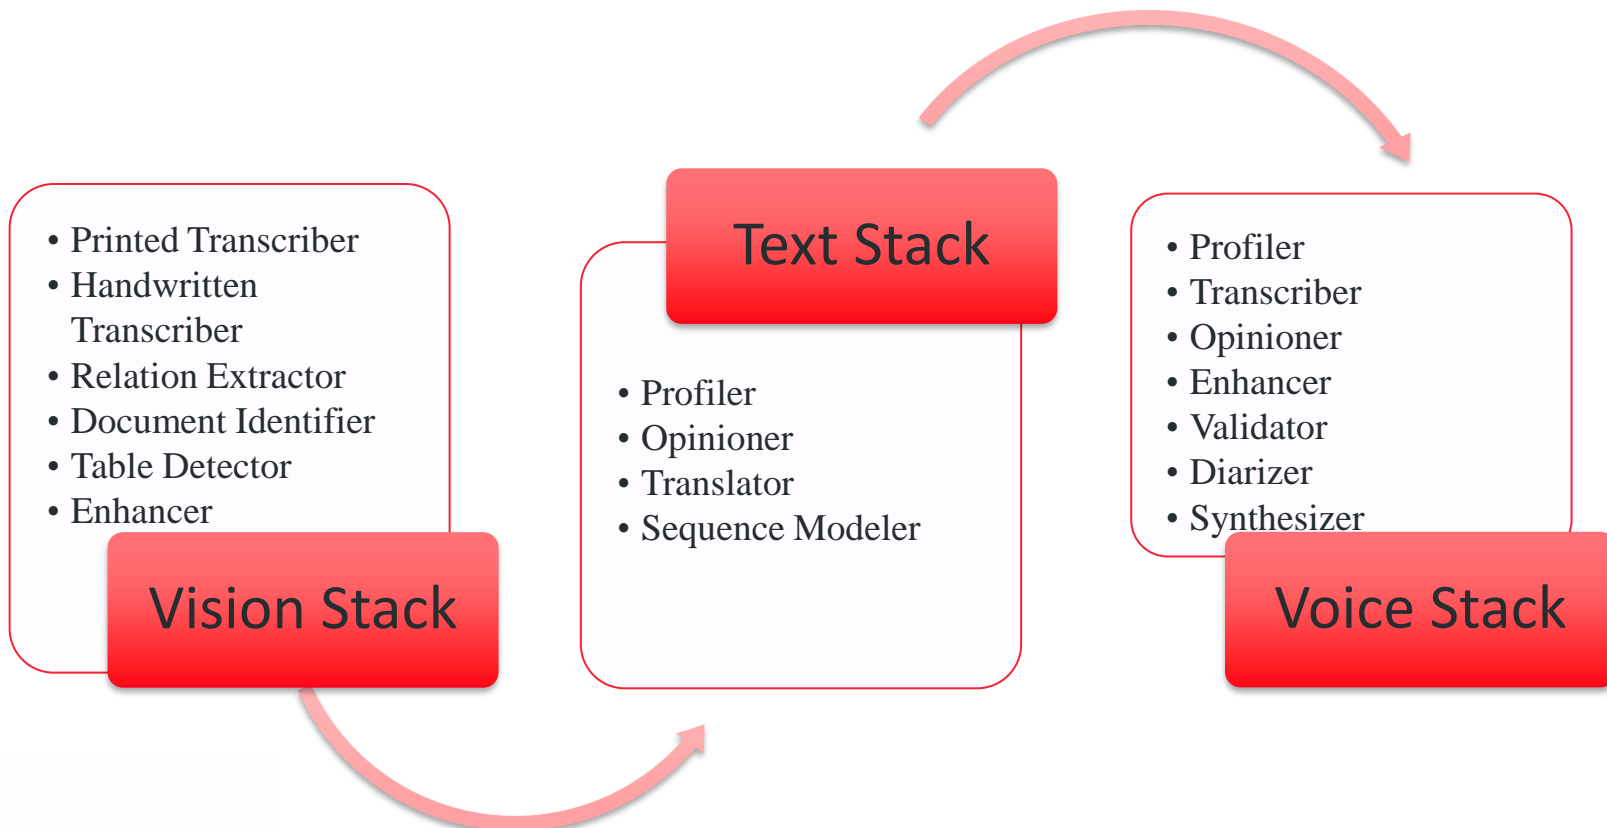 • Printed Transcriber
• Handwritten
Transcriber
• Relation Extractor
• Document Identifier
• Table Detector
• Enhancer
Vision Stack
Text Stack
• Profiler
• Opinioner
• Translator
• Sequence Modeler
• Profiler
• Transcriber
• Opinioner
• Enhancer
• Validator
• Diarizer
• Synthesizer
Voice Stack